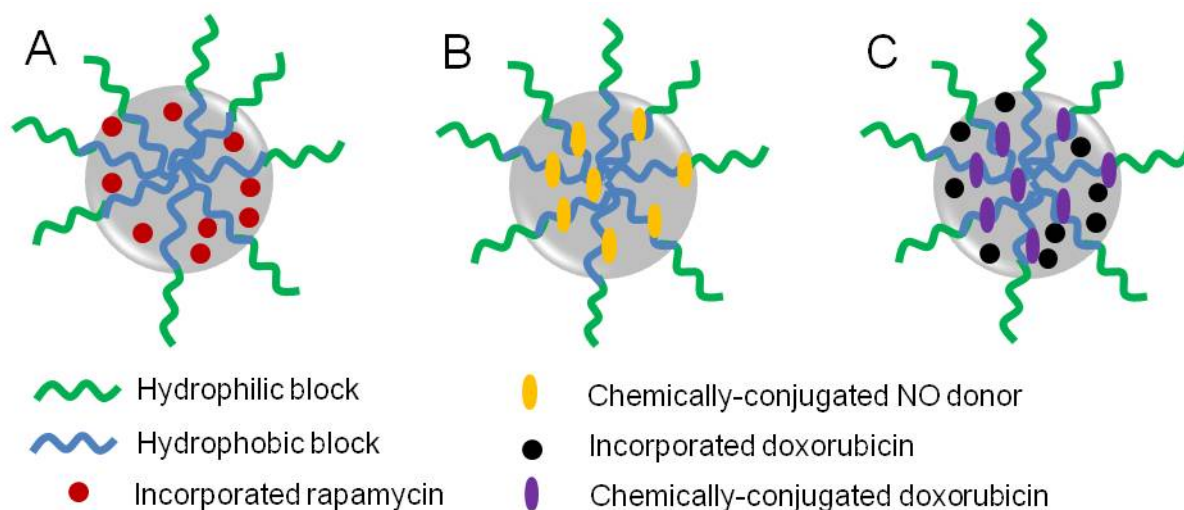 A
B
C
Hydrophilic block
Chemically-conjugated NO donor
Hydrophobic block
Incorporated doxorubicin
Incorporated rapamycin
Chemically-conjugated doxorubicin